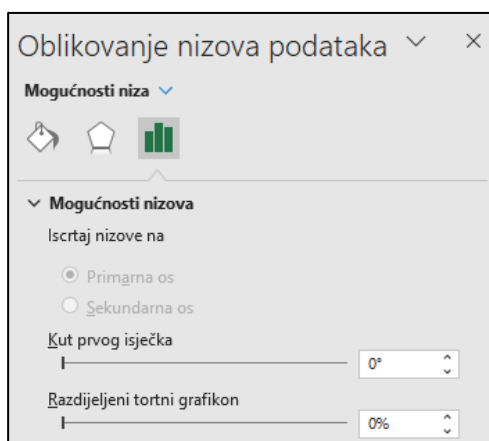 Oblikovanje nizova podataka
Mogućnosti niza
Mogućnosti nizova
Iscrtaj nizove na
Primarna os
Sekundarna os
Kut prvog isječka
0°
Razdijeljeni tortni grafikon
0%